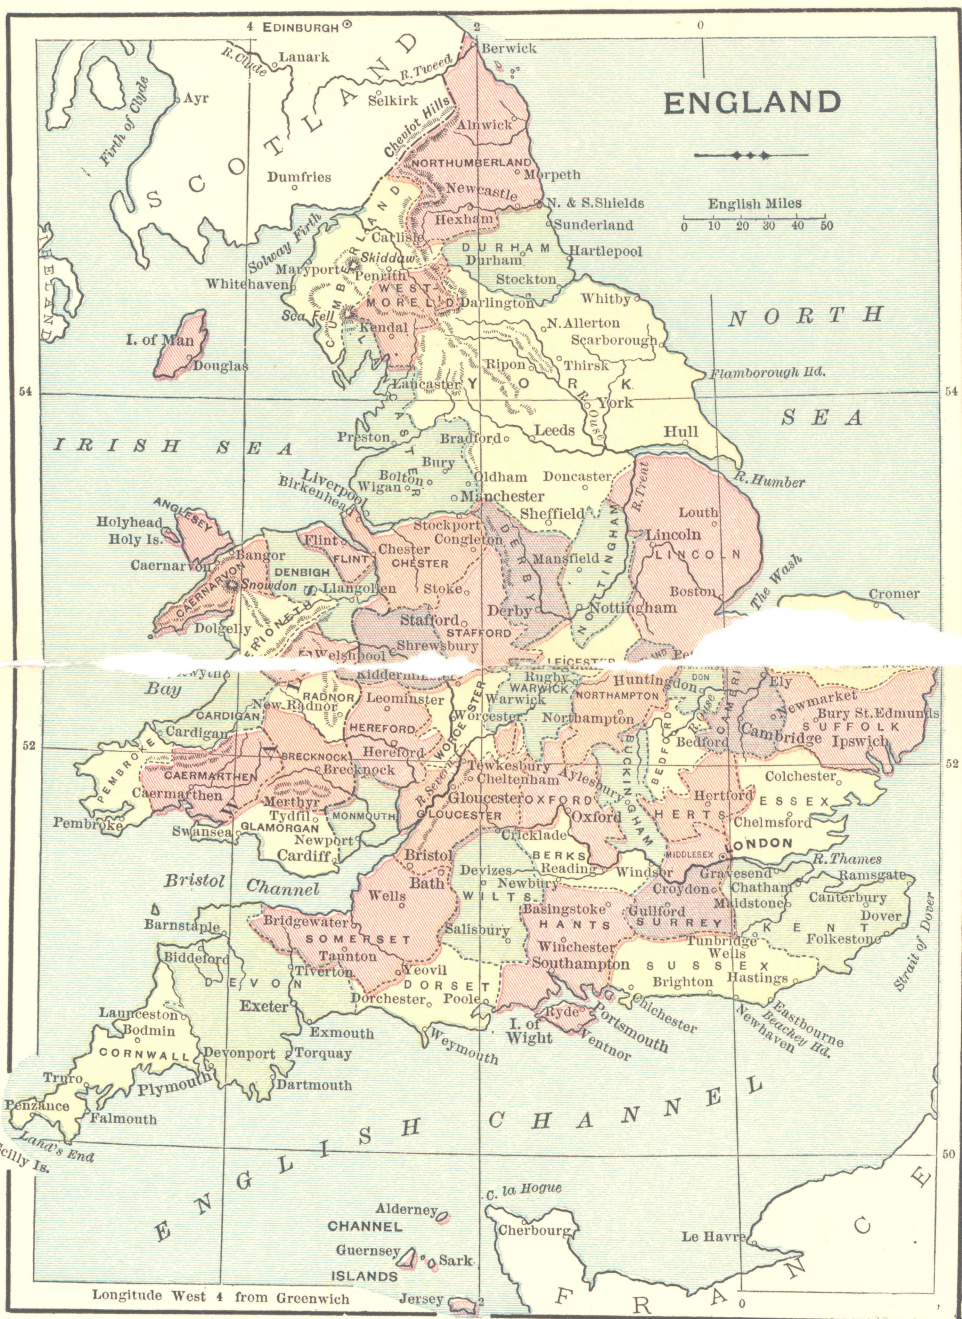 4
EDINBURGH
2
0
Berwick
R. Clyde
Lanark
R. Tweed
Ayr
Selkirk
Firth of Clyde
SCOTLAND
Cheviot Hills
Alnwick
ENGLAND
Dumfries
NORTHUMBERLAND
Morpeth
Newcastle
N. & S. Shields
English Miles
0 10 20 30 40 50
Hexham
Sunderland
Solway Firth
Carlisle
DURHAM
Durham
Hartlepool
IRELAND
Maryport
Skiddaw
Penrith
Whitehaven
CUMBERLAND
WEST-
MOREL'D
Stockton
Darlington
Whitby
NORTH
SEA
Sca Fell
Kendal
N. Allerton
Scarborough
I. of Man
Douglas
Ripon
Thirsk
Flamborough Hd.
54
Lancaster
LANCASTER
YORK
R. Ouse
York
54
IRISH SEA
Preston
Bradford
Leeds
Hull
Bury
Bolton
Wigan
Oldham
Doncaster
R. Trent
R. Humber
Liverpool
Birkenhead
Manchester
Sheffield
Louth
ANGLESEY
Holyhead
Holy Is.
Flint
FLINT
Stockport
Congleton
Chester
CHESTER
DERBY
Mansfield
NOTTINGHAM
Lincoln
LINCOLN
Caernarvon
Bangor
DENBIGH
CAERNARVON
Snowdon
Llangollen
Stoke
Boston
The Wash
Cromer
Dolgelly
Stafford
STAFFORD
Derby
Nottingham
Welshpool
Shrewsbury
LEICESTER
Bay
Kidderminster
Rugby
WARWICK
Warwick
NORTHAMPTON
Northampton
Huntingdon
DON
Ely
Newmarket
CARDIGAN
Cardigan
New Radnor
RADNOR
Leominster
HEREFORD
Hereford
WORCESTER
Worcester
BEDFORD
Bedford
R. Ouse
Cambridge
Bury St. Edmunds
SUFFOLK
Ipswich
52
PEMBROKE
Pembroke
CAERMARTHEN
Caermarthen
BRECKNOCK
Brecknock
R. Severn
Tewkesbury
Cheltenham
Aylesbury
BUCKINGHAM
52
Colchester
Merthyr
Tydfil
GLAMORGAN
Swansea
MONMOUTH
Newport
Cardiff
Gloucester
GLOUCESTER
OXFORD
Oxford
Hertford
HERTS
ESSEX
Chelmsford
WALES
Cricklade
BERKS
Reading
Windsor
MIDDLESEX
LONDON
R. Thames
Bristol
Bath
Bristol Channel
Devizes
Newbury
WILTS
Gravesend
Croydon
Chatham
Maidstone
Ramsgate
Canterbury
Dover
Wells
Barnstaple
Bridgewater
SOMERSET
Taunton
Salisbury
Basingstoke
HANTS
Winchester
Guilford
SURREY
KENT
Folkestone
Strait of Dover
Biddeford
Tiverton
Yeovil
DORSET
Southampton
Tunbridge
Wells
SUSSEX
DEVON
Exeter
Dorchester
Poole
Brighton
Hastings
Launceston
Bodmin
Exmouth
Weymouth
I. of
Wight
Ryde
Ventnor
Portsmouth
Chichester
Newhaven
Eastbourne
Beachey Hd.
CORNWALL
Devonport
Torquay
Truro
Plymouth
Dartmouth
Penzance
Falmouth
Land's End
Scilly Is.
ENGLISH CHANNEL
50
C. la Hogue
Alderney
CHANNEL
ISLANDS
Cherbourg
Le Havre
Guernsey
Sark
FRANCE
Longitude West 4 from Greenwich
Jersey
2
0